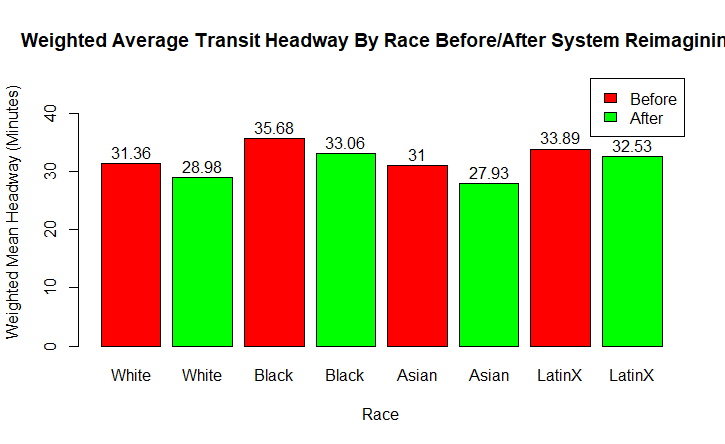 Weighted Average Transit Headway By Race Before/After System Reimaginin
Weighted Mean Headway (Minutes)
40
30
20
10
0
Before
After
31.36
28.98
35.68
33.06
31
27.93
33.89
32.53
White
White
Black
Black
Asian
Asian
LatinX
LatinX
Race